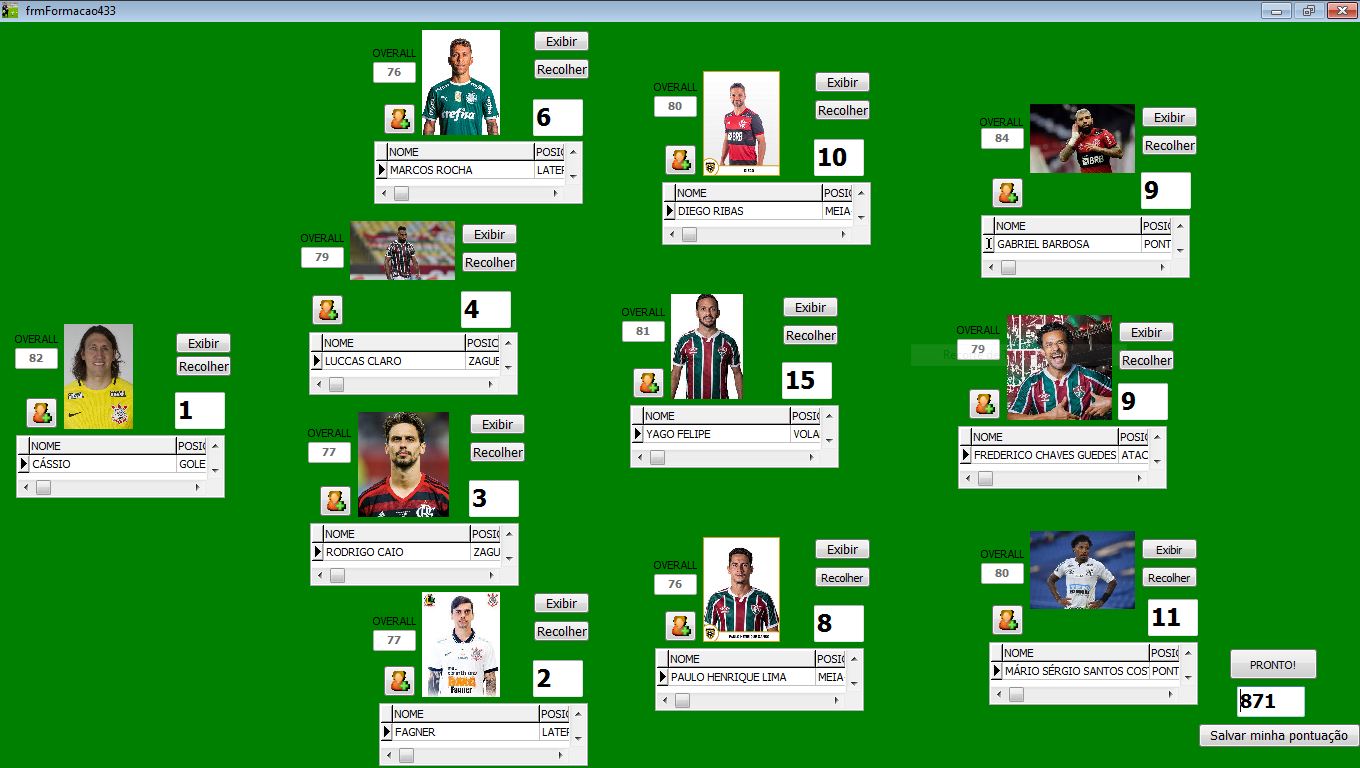 frmFormacao433
OVERALL
76
Exibir
Recolher
6
NOME POSIÇ
MARCOS ROCHA LATER
OVERALL
80
Exibir
Recolher
10
NOME POSIÇ
DIEGO RIBAS MEIA-
OVERALL
84
Exibir
Recolher
9
NOME POSIÇ
GABRIEL BARBOSA PONT
OVERALL
79
Exibir
Recolher
4
NOME POSIÇ
LUCCAS CLARO ZAGUE
OVERALL
82
Exibir
Recolher
1
NOME POSIÇ
CÁSSIO GOLE
OVERALL
81
Exibir
Recolher
15
NOME POSIÇ
YAGO FELIPE VOLA
OVERALL
79
Exibir
Recolher
9
NOME POSIÇ
FREDERICO CHAVES GUEDES ATAC
OVERALL
77
Exibir
Recolher
3
NOME POSIÇ
RODRIGO CAIO ZAGU
OVERALL
77
Exibir
Recolher
Fagner
2
NOME POSIÇ
FAGNER LATER
OVERALL
76
Exibir
Recolher
8
NOME POSIÇ
PAULO HENRIQUE LIMA MEIA-
OVERALL
80
Exibir
Recolher
11
NOME POSIÇ
MÁRIO SÉRGIO SANTOS COST PONT
PRONTO!
871
Salvar minha pontuação